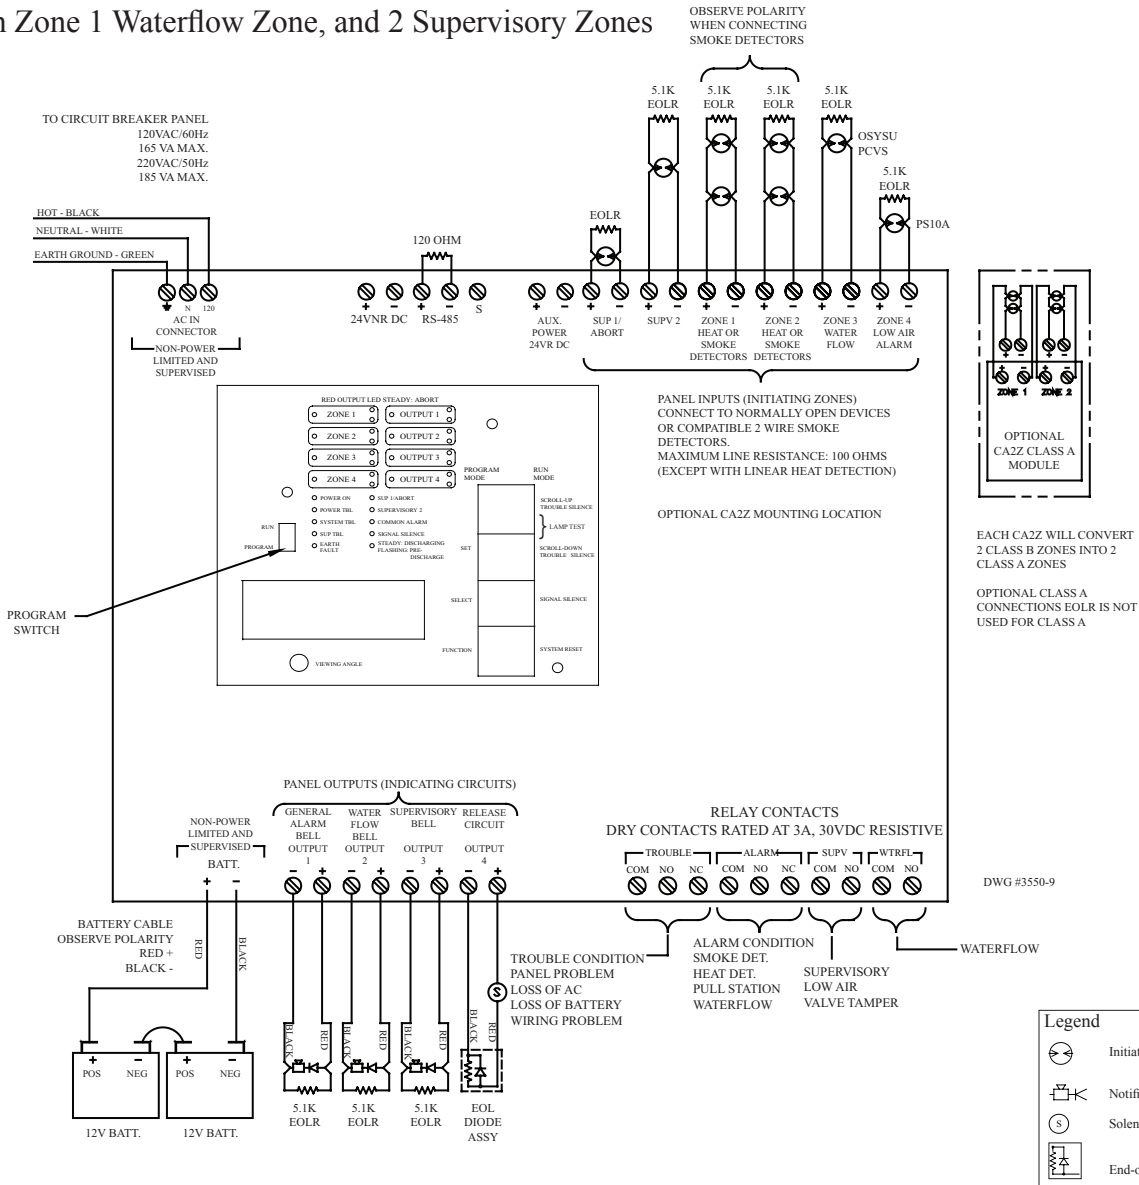 Zone 1 Waterflow Zone, and 2 Supervisory Zones
OBSERVE POLARITY
WHEN CONNECTING
SMOKE DETECTORS
TO CIRCUIT BREAKER PANEL
120VAC/60Hz
165 VA MAX.
220VAC/50Hz
185 VA MAX.
HOT - BLACK
NEUTRAL - WHITE
EARTH GROUND - GREEN
120 OHM
EOLR
5.1K
EOLR
5.1K
EOLR
5.1K
EOLR
5.1K
EOLR
OSYSU
PCVS
5.1K
EOLR
PS10A
N 120
AC IN
CONNECTOR
NON-POWER
LIMITED AND
SUPERVISED
+ - + - S
24VNR DC RS-485
+ -
AUX.
POWER
24VR DC
+ -
SUP 1/
ABORT
+ -
SUPV 2
+ -
ZONE 1
HEAT OR
SMOKE
DETECTORS
+ -
ZONE 2
HEAT OR
SMOKE
DETECTORS
+ -
ZONE 3
WATER
FLOW
+ -
ZONE 4
LOW AIR
ALARM
PANEL INPUTS (INITIATING ZONES)
CONNECT TO NORMALLY OPEN DEVICES
OR COMPATIBLE 2 WIRE SMOKE
DETECTORS.
MAXIMUM LINE RESISTANCE: 100 OHMS
(EXCEPT WITH LINEAR HEAT DETECTION)
OPTIONAL CA2Z MOUNTING LOCATION
+ - + -
+ - + -
ZONE 1 ZONE 2
OPTIONAL
CA2Z CLASS A
MODULE
EACH CA2Z WILL CONVERT
2 CLASS B ZONES INTO 2
CLASS A ZONES
OPTIONAL CLASS A
CONNECTIONS EOLR IS NOT
USED FOR CLASS A
RED OUTPUT LED STEADY: ABORT
ZONE 1 OUTPUT 1
ZONE 2 OUTPUT 2
ZONE 3 OUTPUT 3
ZONE 4 OUTPUT 4
POWER ON SUP 1/ABORT
POWER TBL SUPERVISORY 2
SYSTEM TBL COMMON ALARM
SUP TBL SIGNAL SILENCE
EARTH
FAULT
STEADY: DISCHARGING
FLASHING: PRE-
DISCHARGE
RUN
PROGRAM
PROGRAM
SWITCH
VIEWING ANGLE
PROGRAM
MODE
RUN
MODE
SCROLL-UP
TROUBLE SILENCE
LAMP TEST
SET
SCROLL-DOWN
TROUBLE SILENCE
SELECT
SIGNAL SILENCE
FUNCTION
SYSTEM RESET
PANEL OUTPUTS (INDICATING CIRCUITS)
NON-POWER
LIMITED AND
SUPERVISED
BATT.
+ -
GENERAL
ALARM
BELL
OUTPUT
1
- +
WATER
FLOW
BELL
OUTPUT
2
- +
SUPERVISORY
BELL
OUTPUT
3
- +
RELEASE
CIRCUIT
OUTPUT
4
- +
RELAY CONTACTS
DRY CONTACTS RATED AT 3A, 30VDC RESISTIVE
TROUBLE ALARM SUPV WTRFL
COM NO NC COM NO NC COM NO COM NO
DWG #3550-9
BATTERY CABLE
OBSERVE POLARITY
RED +
BLACK -
RED
BLACK
+ - + -
POS NEG POS NEG
12V BATT. 12V BATT.
BLACK RED
5.1K
EOLR
BLACK RED
5.1K
EOLR
BLACK RED
5.1K
EOLR
S
BLACK RED
EOL
DIODE
ASSY
TROUBLE CONDITION
PANEL PROBLEM
LOSS OF AC
LOSS OF BATTERY
WIRING PROBLEM
ALARM CONDITION
SMOKE DET.
HEAT DET.
PULL STATION
WATERFLOW
SUPERVISORY
LOW AIR
VALVE TAMPER
WATERFLOW
Legend
Initiat
Notifi
S Solen
End-o